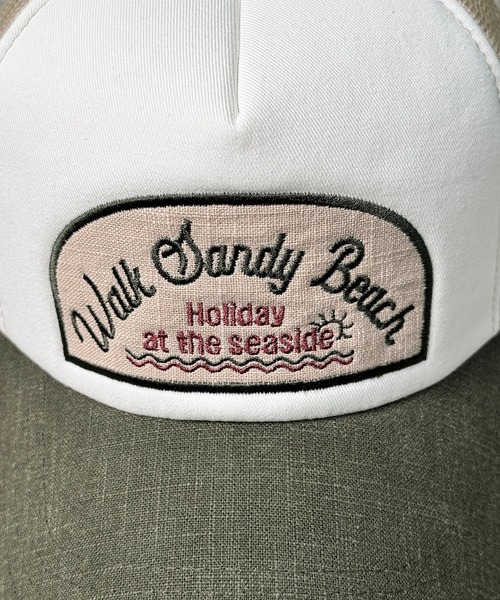 Walk Sandy Beach
Holiday
at the seaside